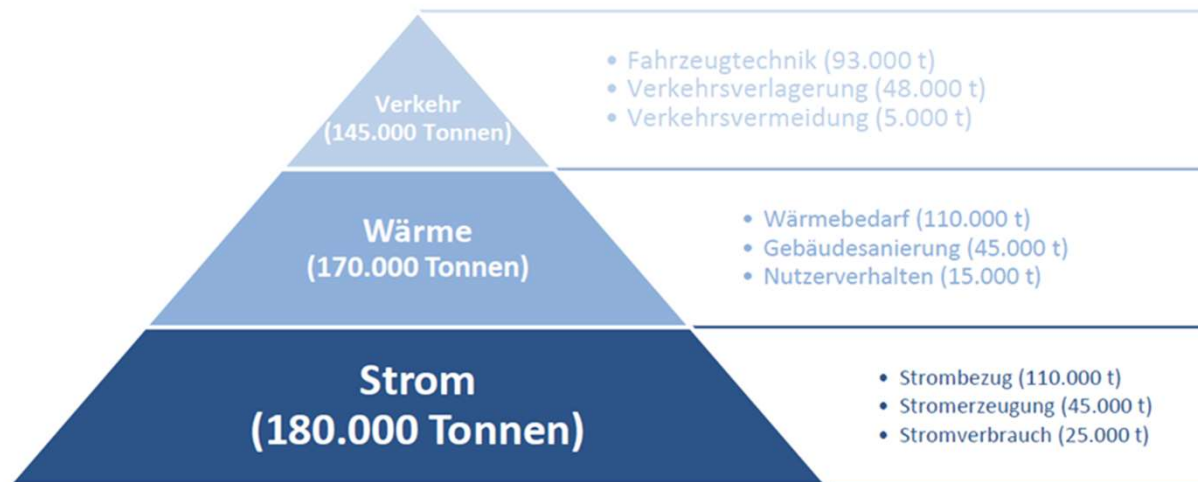 Verkehr
(145.000 Tonnen)
• Fahrzeugtechnik (93.000 t)
• Verkehrsverlagerung (48.000 t)
• Verkehrsvermeidung (5.000 t)
Wärme
(170.000 Tonnen)
• Wärmebedarf (110.000 t)
• Gebäudesanierung (45.000 t)
• Nutzerverhalten (15.000 t)
Strom
(180.000 Tonnen)
• Strombezug (110.000 t)
• Stromerzeugung (45.000 t)
• Stromverbrauch (25.000 t)